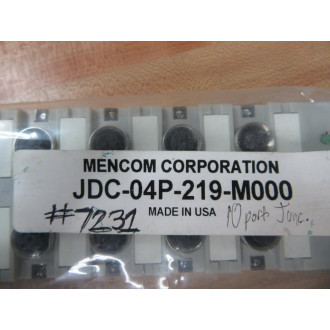 MENCOM CORPORATION
JDC-04P-219-M000
MADE IN USA
#7231
10 port Junc.